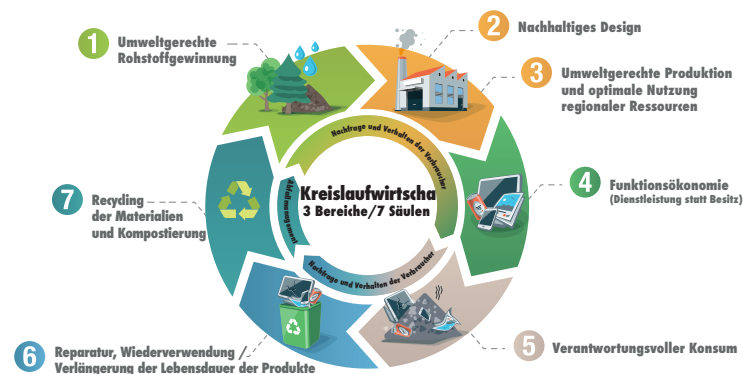 1
Umweltgerechte
Rohstoffgewinnung
2
Nachhaltiges Design
3
Umweltgerechte Produktion
und optimale Nutzung
regionaler Ressourcen
4
Funktionsökonomie
(Dienstleistung statt Besitz)
5
Verantwortungsvoller Konsum
6
Reparatur, Wiederverwendung /
Verlängerung der Lebensdauer der Produkte
7
Recycling
der Materialien
und Kompostierung
Nachfrage und Verhalten der Verbraucher
Abfallmanagement
Kreislaufwirtscha
3 Bereiche/7 Säulen
Nachfrage und Verhalten der Verbraucher